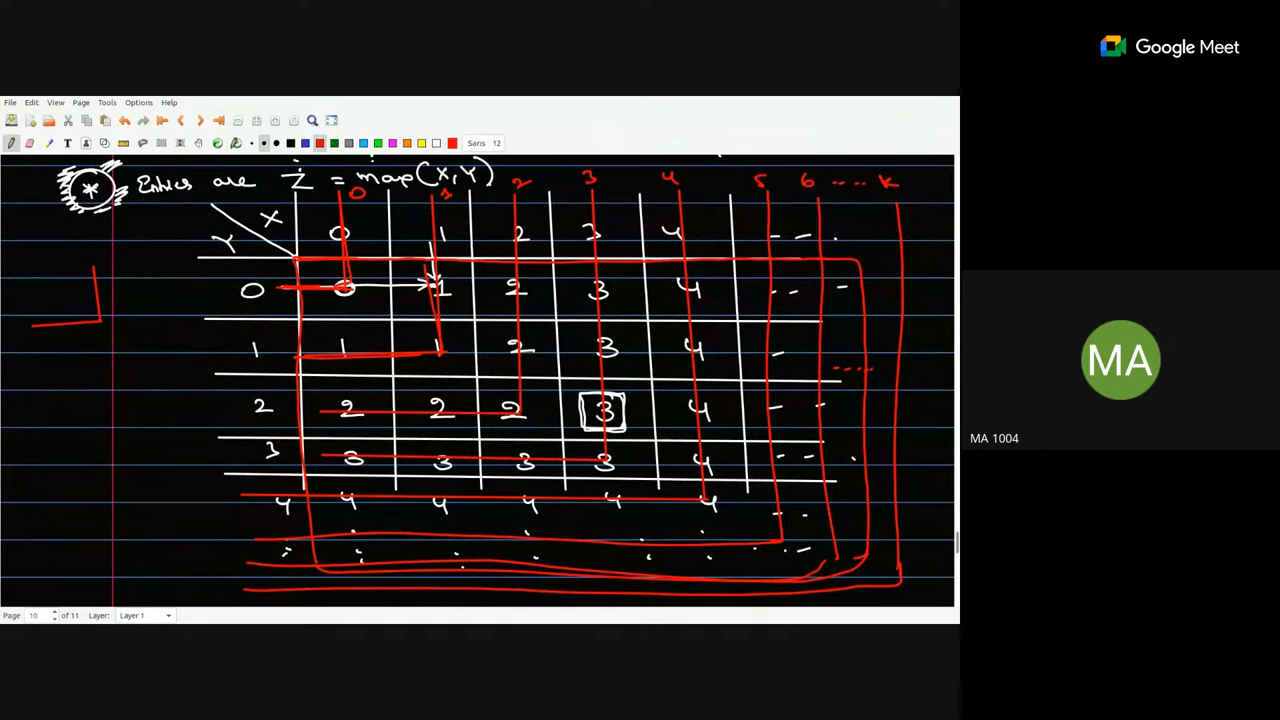 Google Meet
File Edit View Page Tools Options Help
T Sans 12
* Entries are Z = map(X,Y)
0 1 2 3 4 5 6 .... K
X 0 1 2 3 4 - - .
Y
0 0 1 2 3 4 - - -
1 1 1 2 3 4 -
2 2 2 2 3 4 - -
3 3 3 3 3 4 - - .
4 4 4 4 4 4 - -
MA
MA 1004
Page 10 of 11 Layer: Layer 1